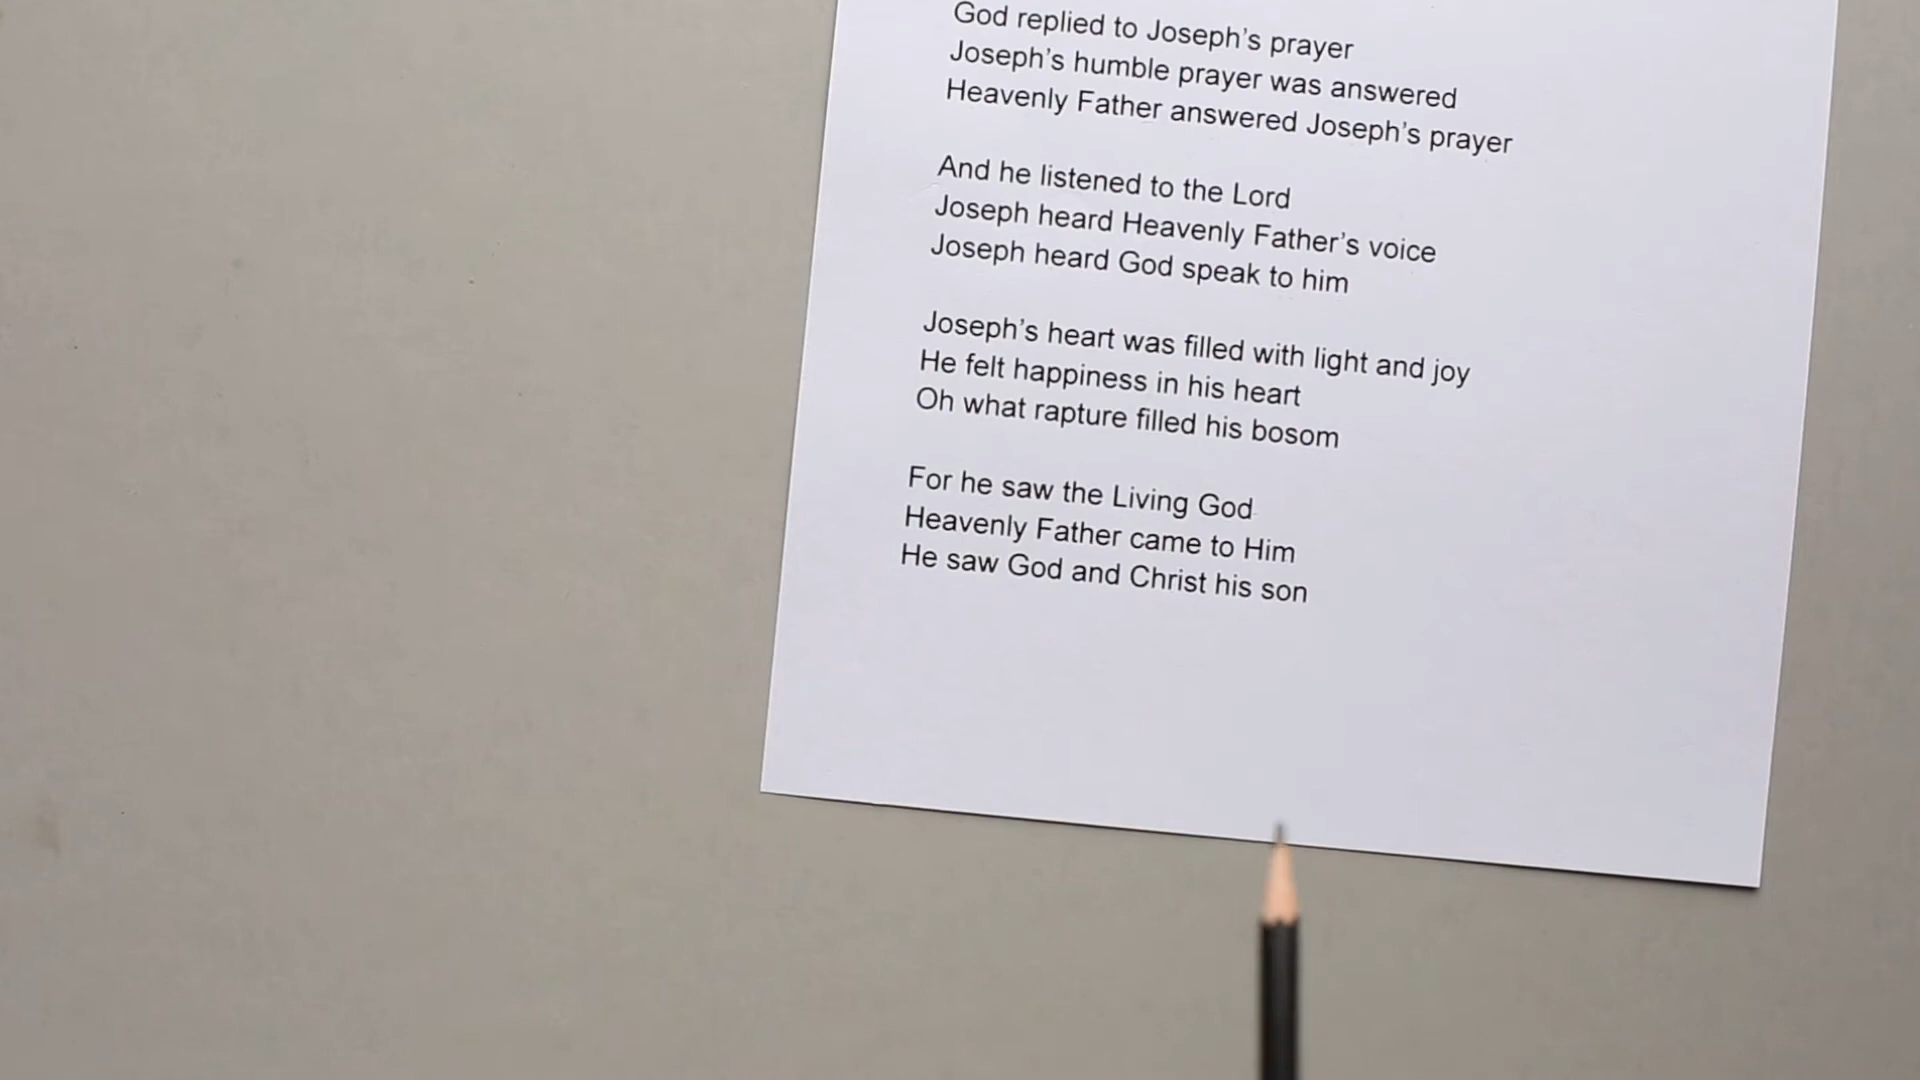 God replied to Joseph’s prayer
Joseph’s humble prayer was answered
Heavenly Father answered Joseph’s prayer
And he listened to the Lord
Joseph heard Heavenly Father’s voice
Joseph heard God speak to him
Joseph’s heart was filled with light and joy
He felt happiness in his heart
Oh what rapture filled his bosom
For he saw the Living God
Heavenly Father came to Him
He saw God and Christ his son